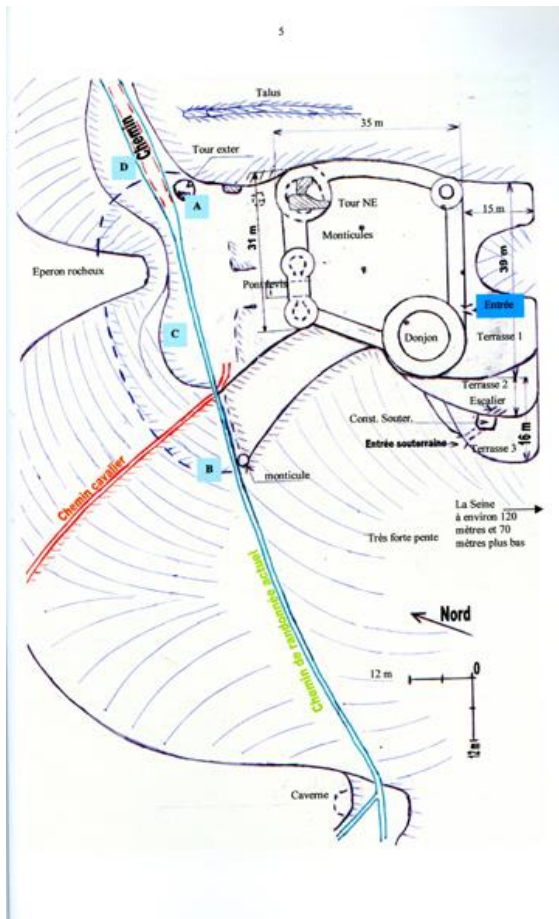 5
Talus
35 m
Chemin
Tour exter
D
A
Tour NE
15 m
31 m
Monticules
39 m
Eperon rocheux
Pont levis
Entrée
C
Donjon
Terrasse 1
Terrasse 2
Escalier
Const. Souter.
16 m
Entrée souterraine
Terrasse 3
B
monticule
Chemin cavalier
La Seine
à environ 120
mètres et 70
mètres plus bas
Très forte pente
Chemin de randonnée actuel
Nord
12 m
0
12 m
Caverne